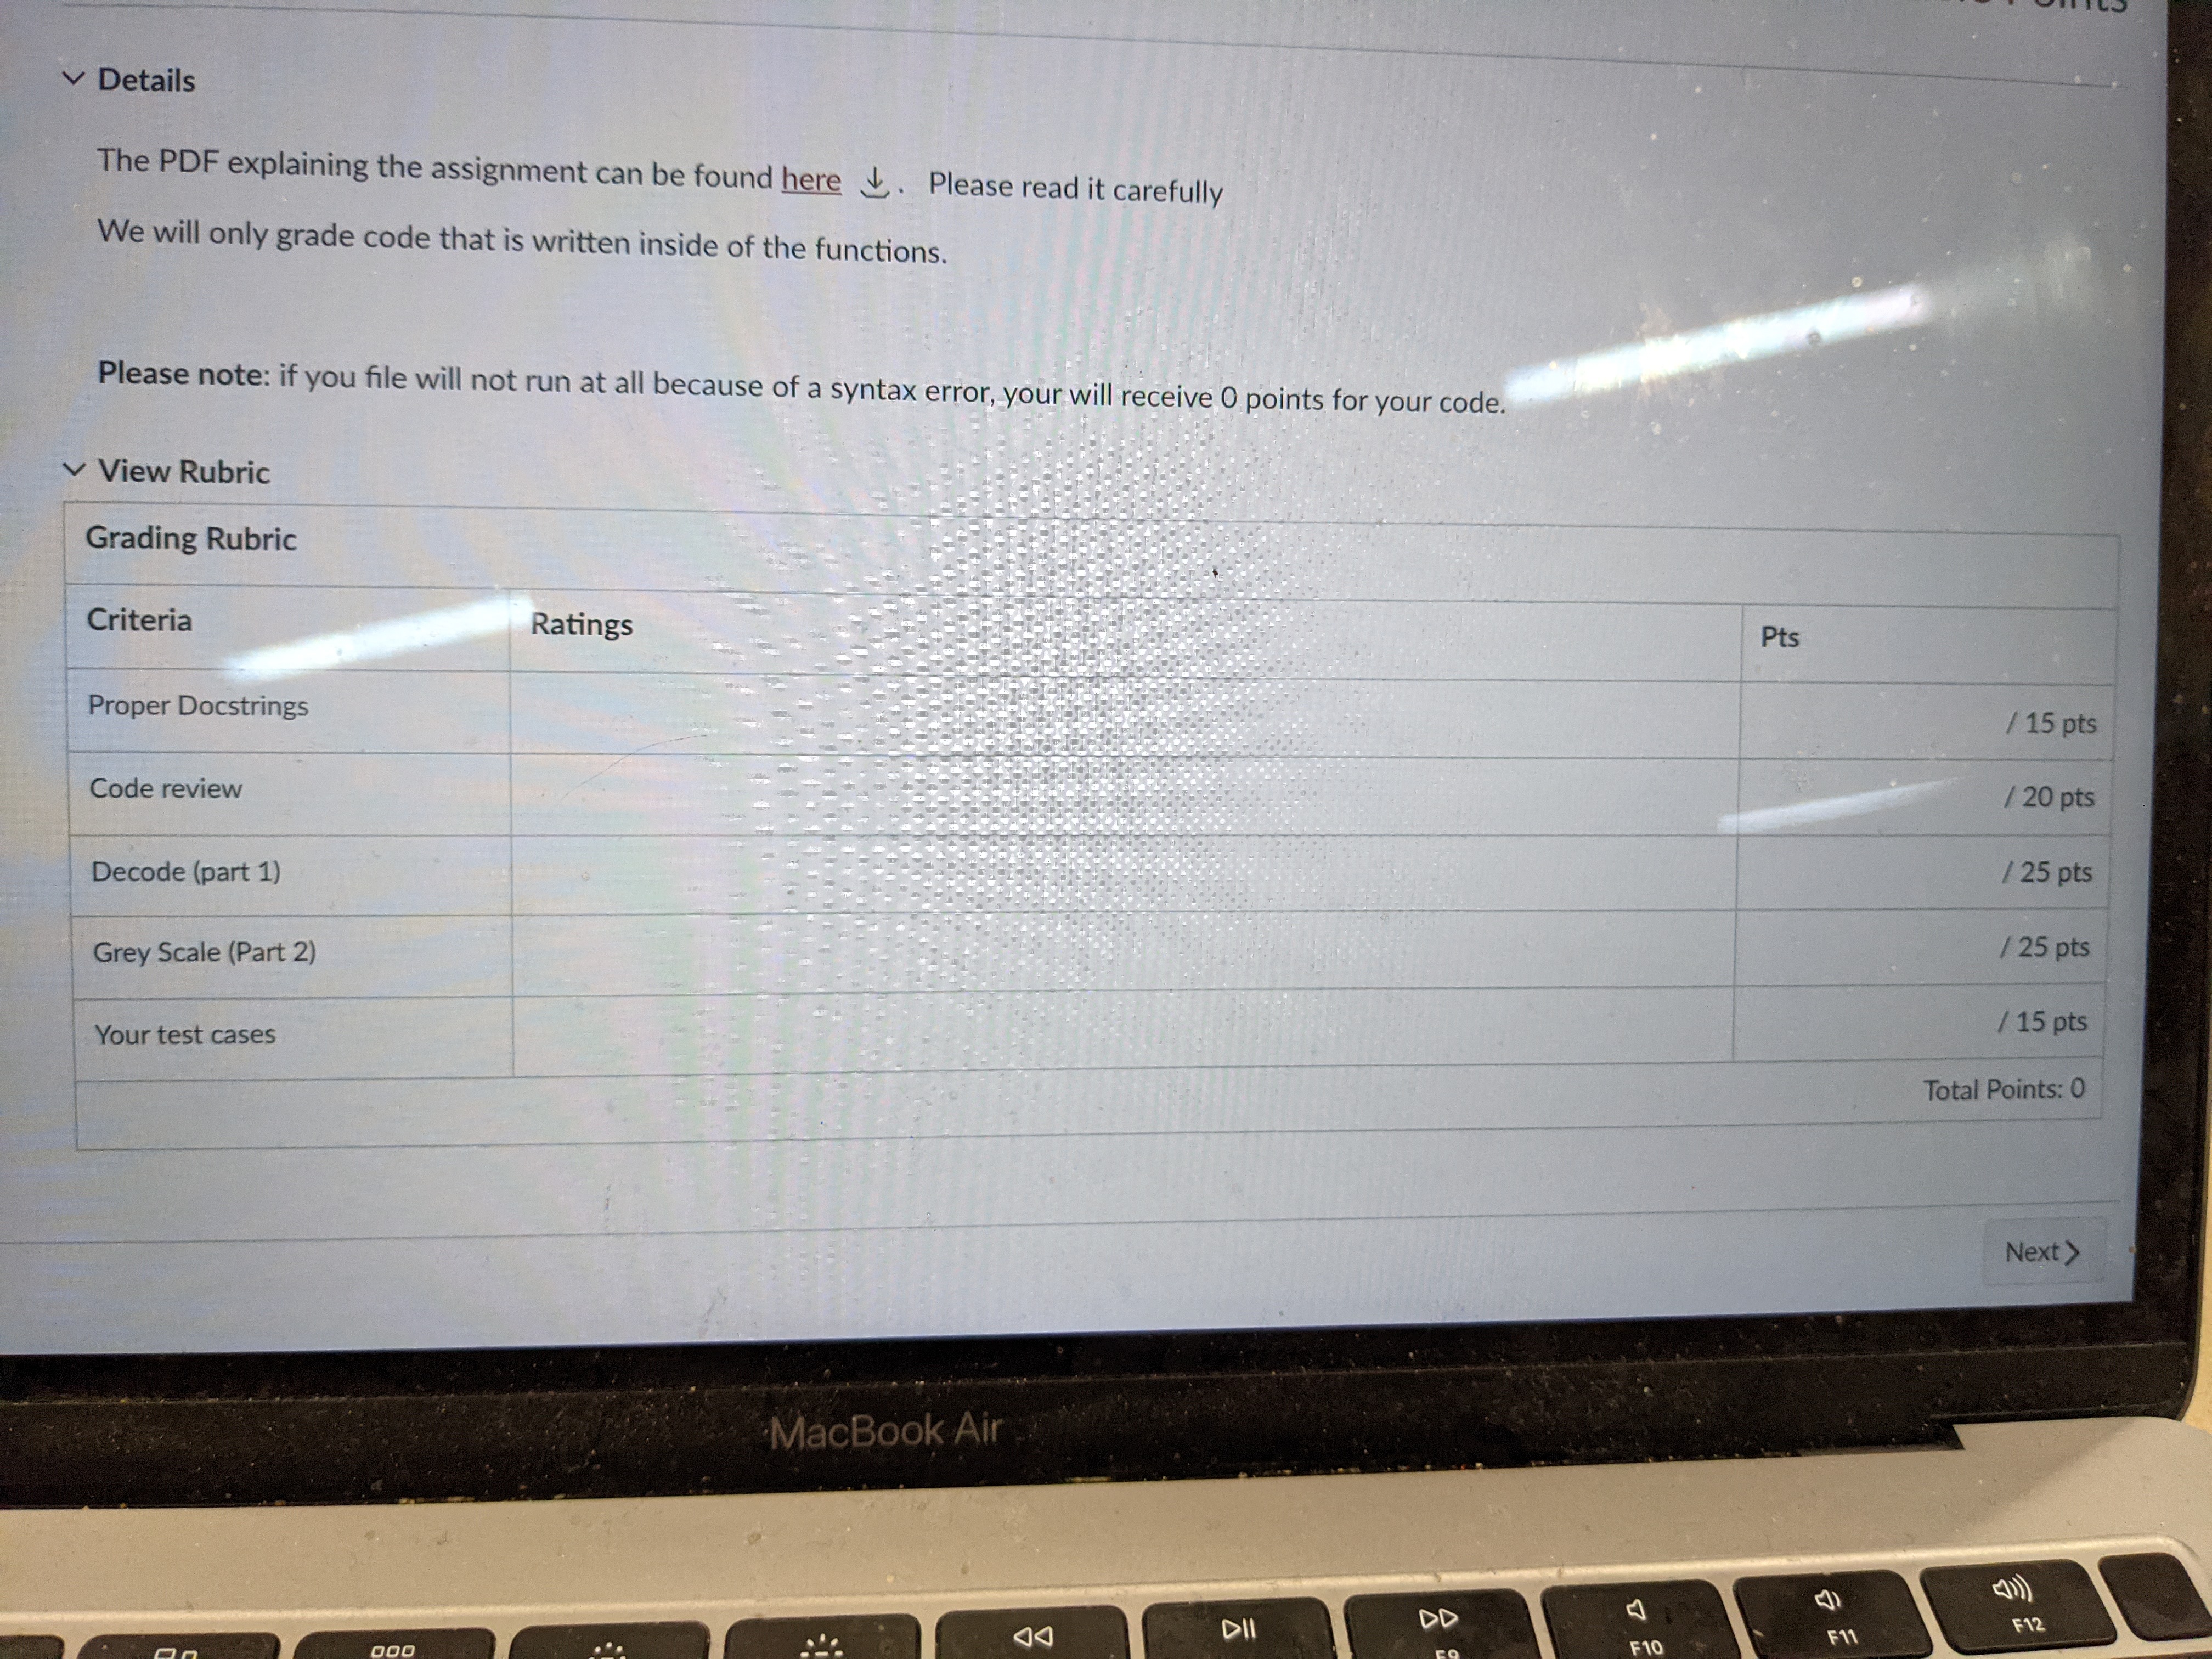 Details
The PDF explaining the assignment can be found here . Please read it carefully
We will only grade code that is written inside of the functions.
Please note: if you file will not run at all because of a syntax error, your will receive 0 points for your code.
View Rubric
Grading Rubric
Criteria Ratings Pts
Proper Docstrings / 15 pts
Code review / 20 pts
Decode (part 1) / 25 pts
Grey Scale (Part 2) / 25 pts
Your test cases / 15 pts
Total Points: 0
Next
MacBook Air
F9 F10 F11 F12